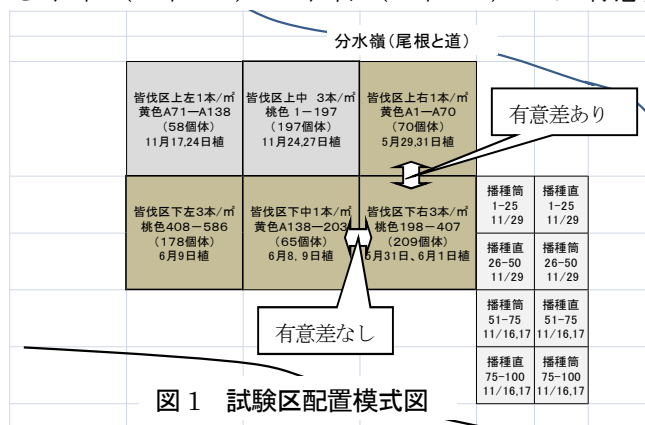 分水嶺(尾根と道)
皆伐区上左1本/㎡
黄色A71―A138
(58個体)
11月17,24日植
皆伐区上中 3本/㎡
桃色 1-197
(197個体)
11月24,27日植
皆伐区上右1本/㎡
黄色A1―A70
(70個体)
5月29,31日植
有意差あり
皆伐区下左3本/㎡
桃色408-586
(178個体)
6月9日植
皆伐区下中1本/㎡
黄色A138―203
(65個体)
6月8, 9日植
皆伐区下右3本/㎡
桃色198-407
(209個体)
5月31日、6月1日植
有意差なし
播種筒
1-25
11/29
播種直
1-25
11/29
播種直
26-50
11/29
播種筒
26-50
11/29
播種筒
51-75
11/16,17
播種直
51-75
11/16,17
播種直
75-100
11/16,17
播種筒
75-100
11/16,17
図1 試験区配置模式図